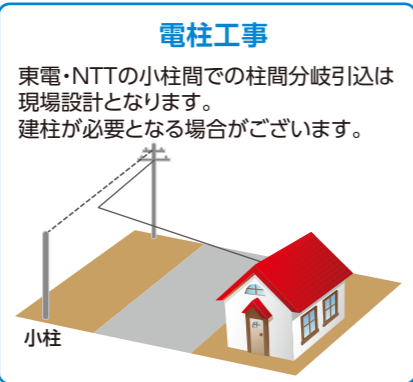 電柱工事
東電・NTTの小柱間での柱間分岐引込は
現場設計となります。
建柱が必要となる場合がございます。
小柱